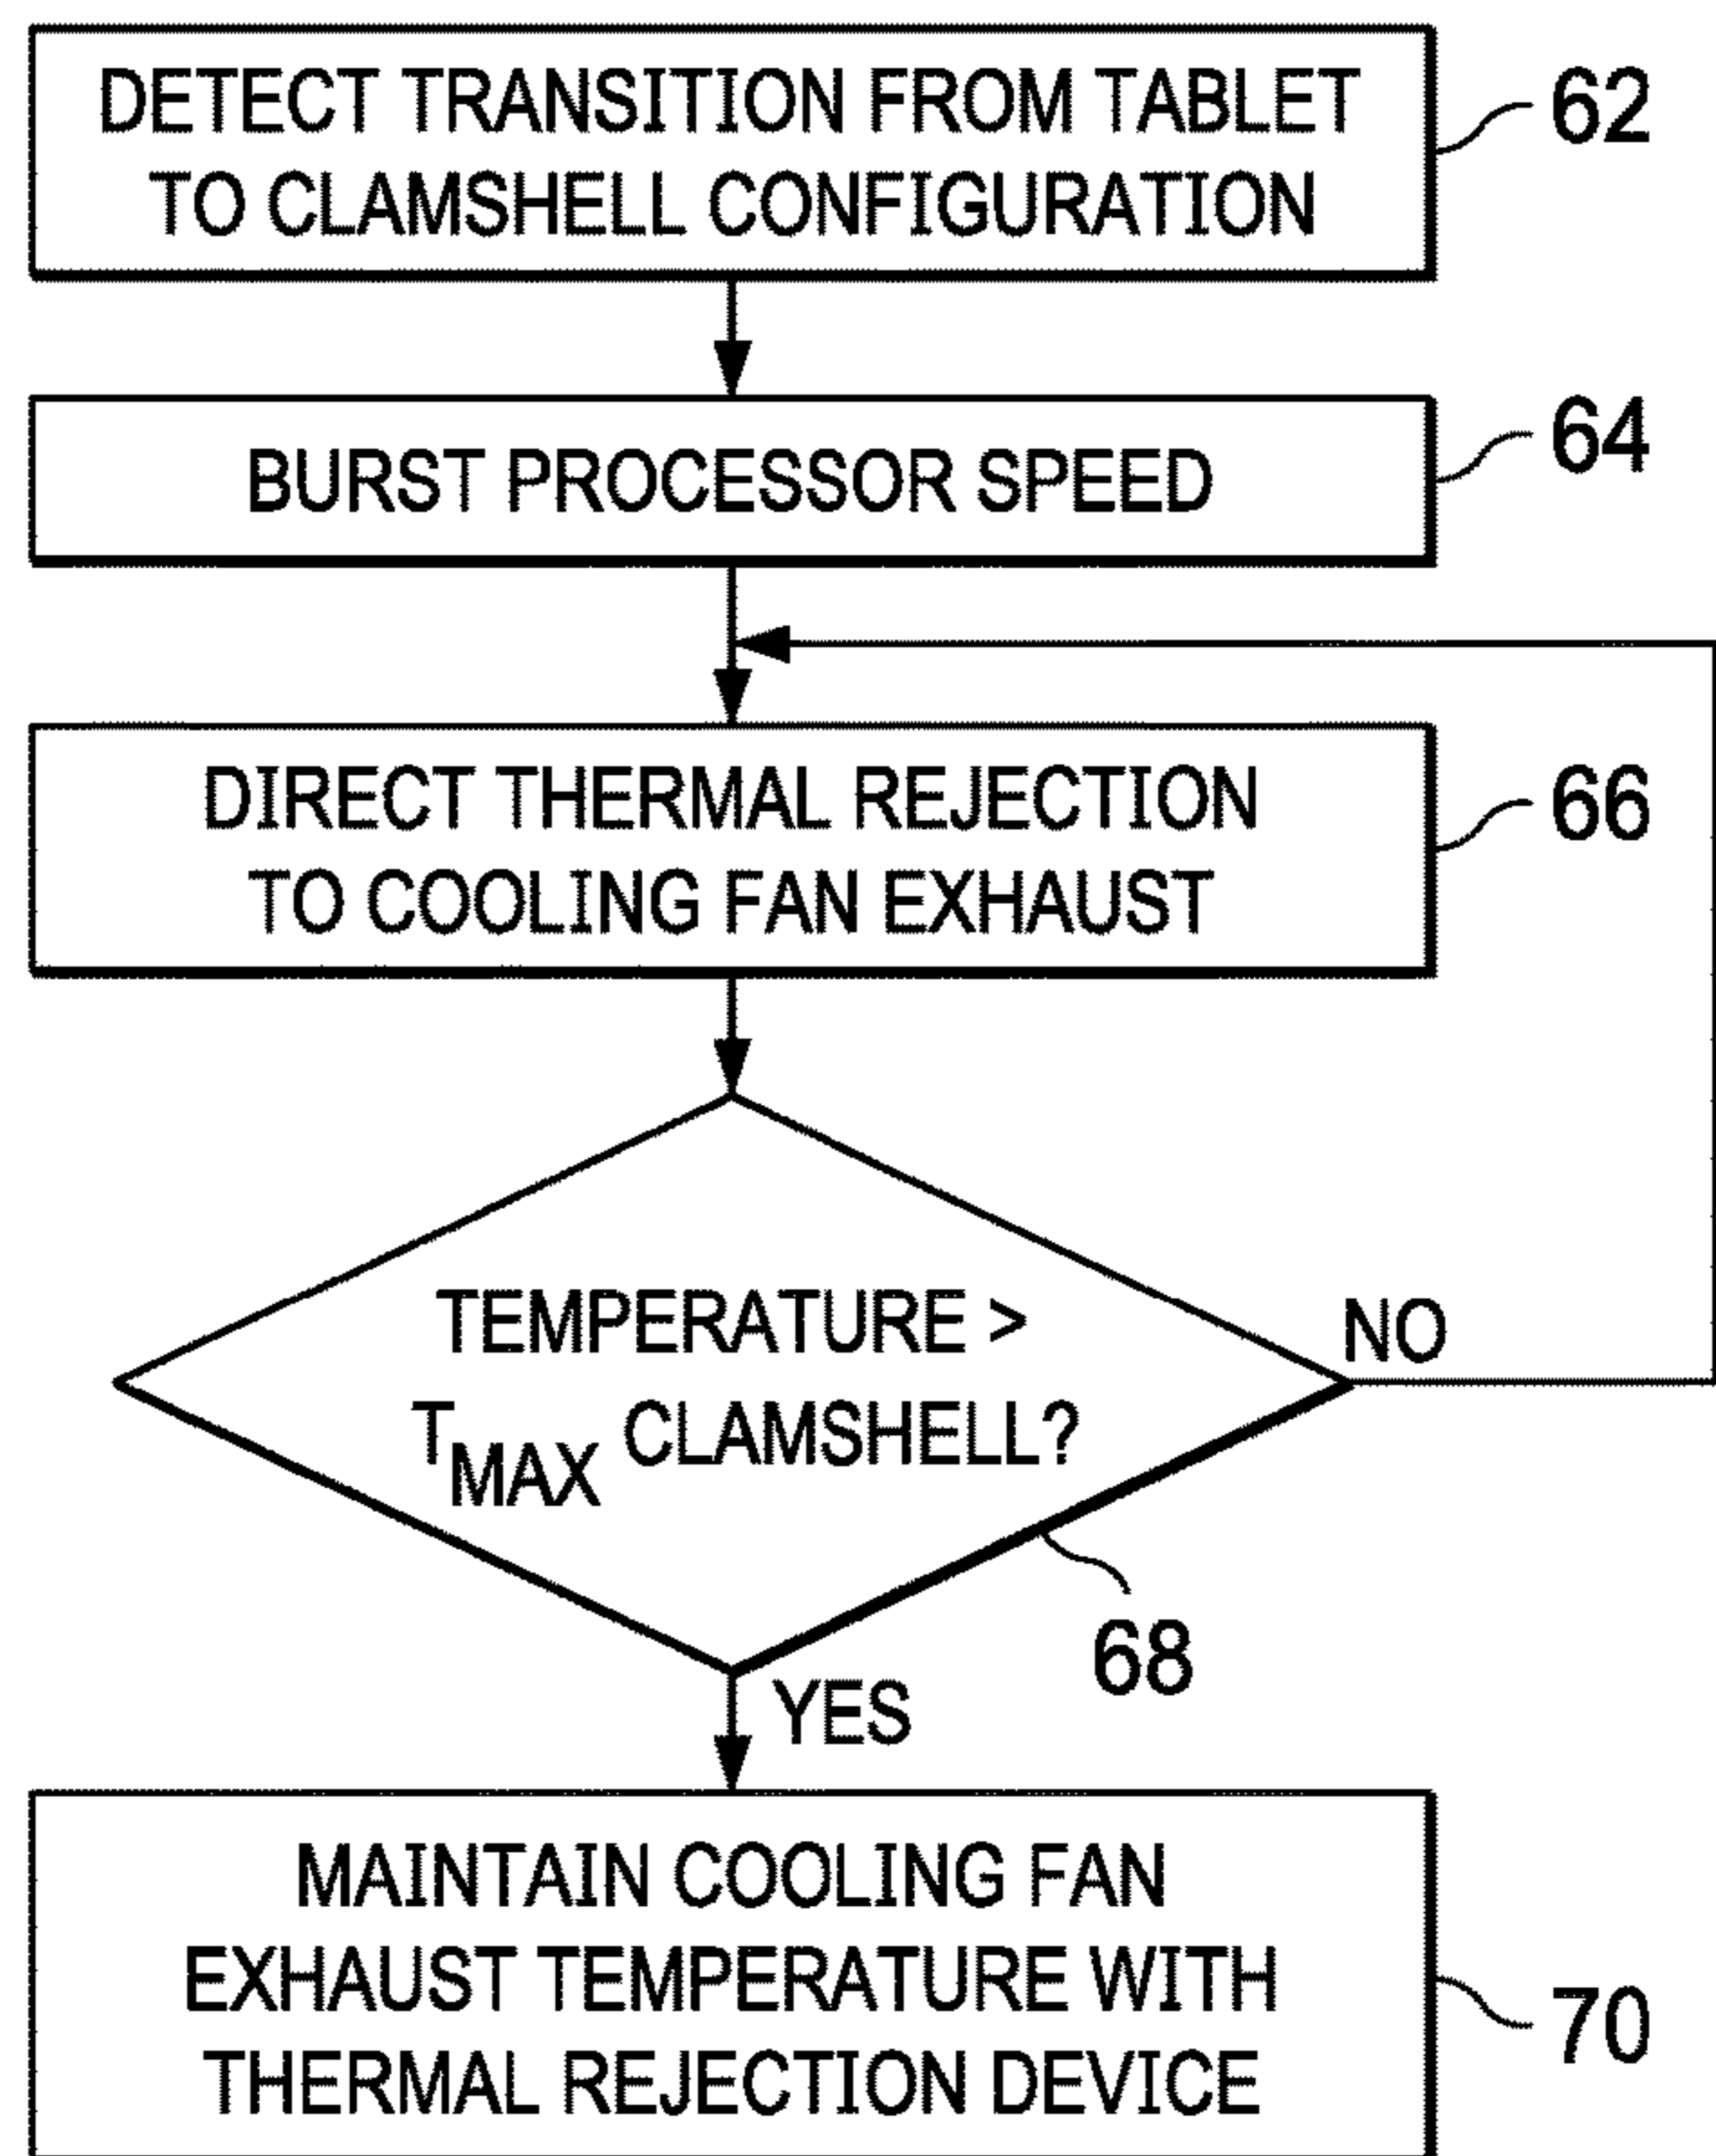 DETECT TRANSITION FROM TABLET
TO CLAMSHELL CONFIGURATION
62
BURST PROCESSOR SPEED
64
DIRECT THERMAL REJECTION
TO COOLING FAN EXHAUST
66
TEMPERATURE >
TMAX CLAMSHELL?
NO
68
YES
MAINTAIN COOLING FAN
EXHAUST TEMPERATURE WITH
THERMAL REJECTION DEVICE
70